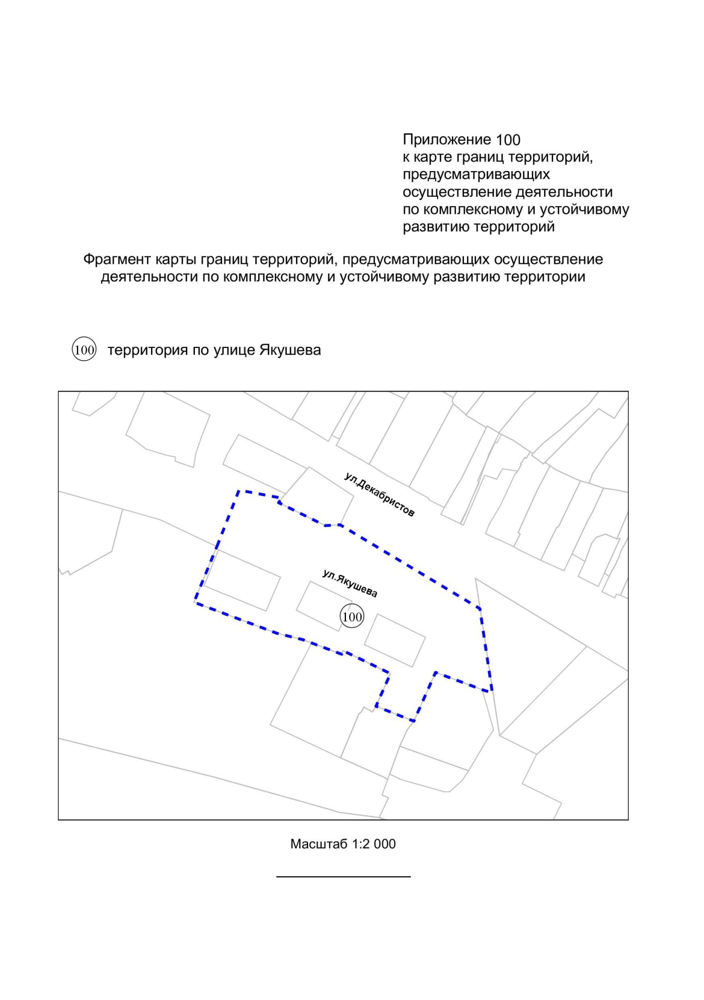 Приложение 100
к карте границ территорий,
предусматривающих
осуществление деятельности
по комплексному и устойчивому
развитию территорий
Фрагмент карты границ территорий, предусматривающих осуществление
деятельности по комплексному и устойчивому развитию территории
100 территория по улице Якушева
ул.Декабристов
ул.Якушева
100
Масштаб 1:2 000